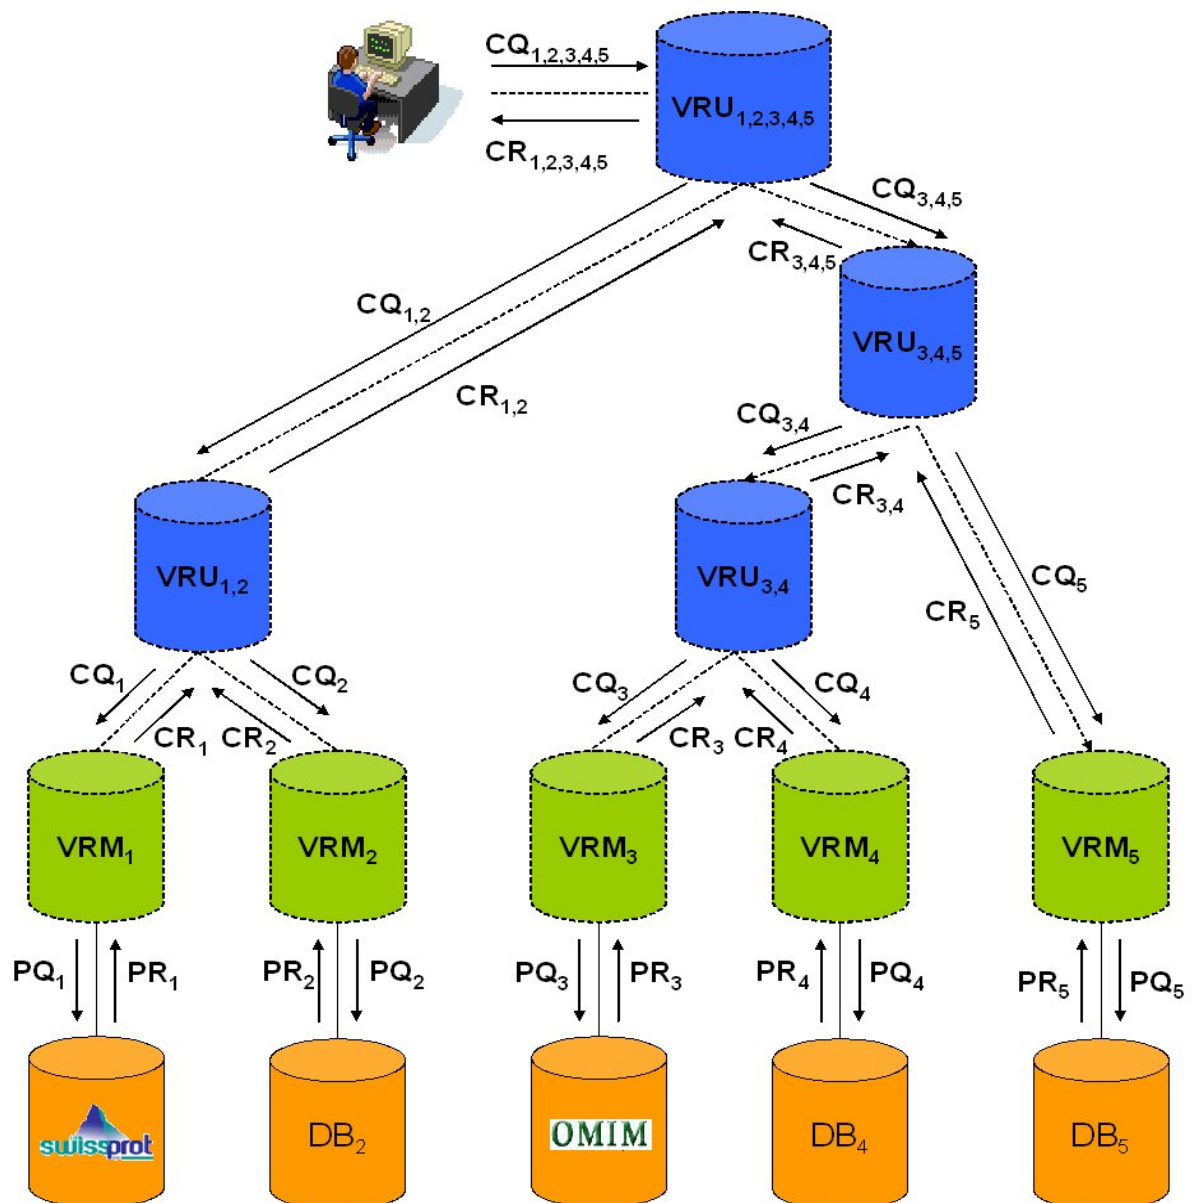 CQ1,2,3,4,5
VRU1,2,3,4,5
CR1,2,3,4,5
CQ3,4,5
CR3,4,5
CQ1,2
VRU3,4,5
CR1,2
CQ3,4
CR3,4
VRU1,2
VRU3,4
CQ5
CR5
CQ1
CQ2
CQ3
CQ4
CR1
CR2
CR3
CR4
VRM1
VRM2
VRM3
VRM4
VRM5
PQ1
PR1
PR2
PQ2
PQ3
PR3
PR4
PQ4
PR5
PQ5
swissprot
DB2
OMIM
DB4
DB5